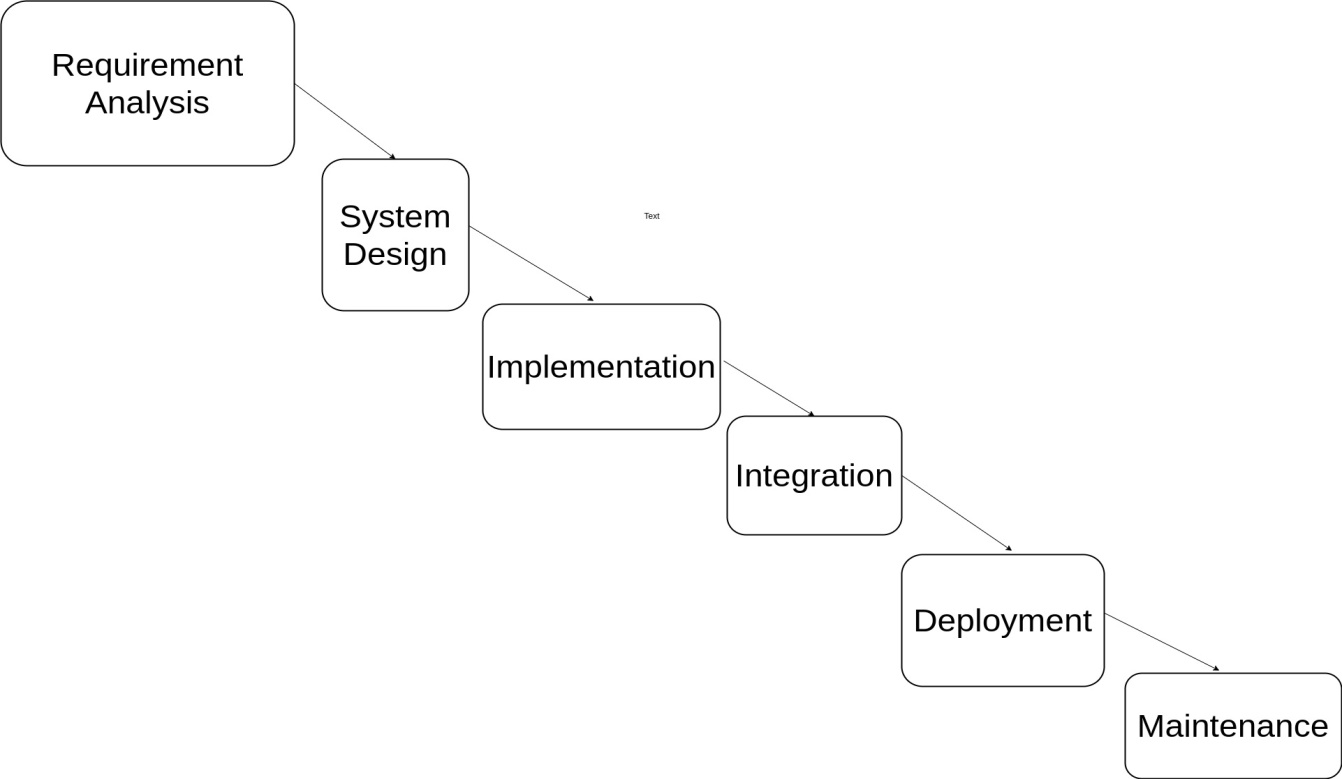 Requirement
Analysis
System
Design
Text
Implementation
Integration
Deployment
Maintenance